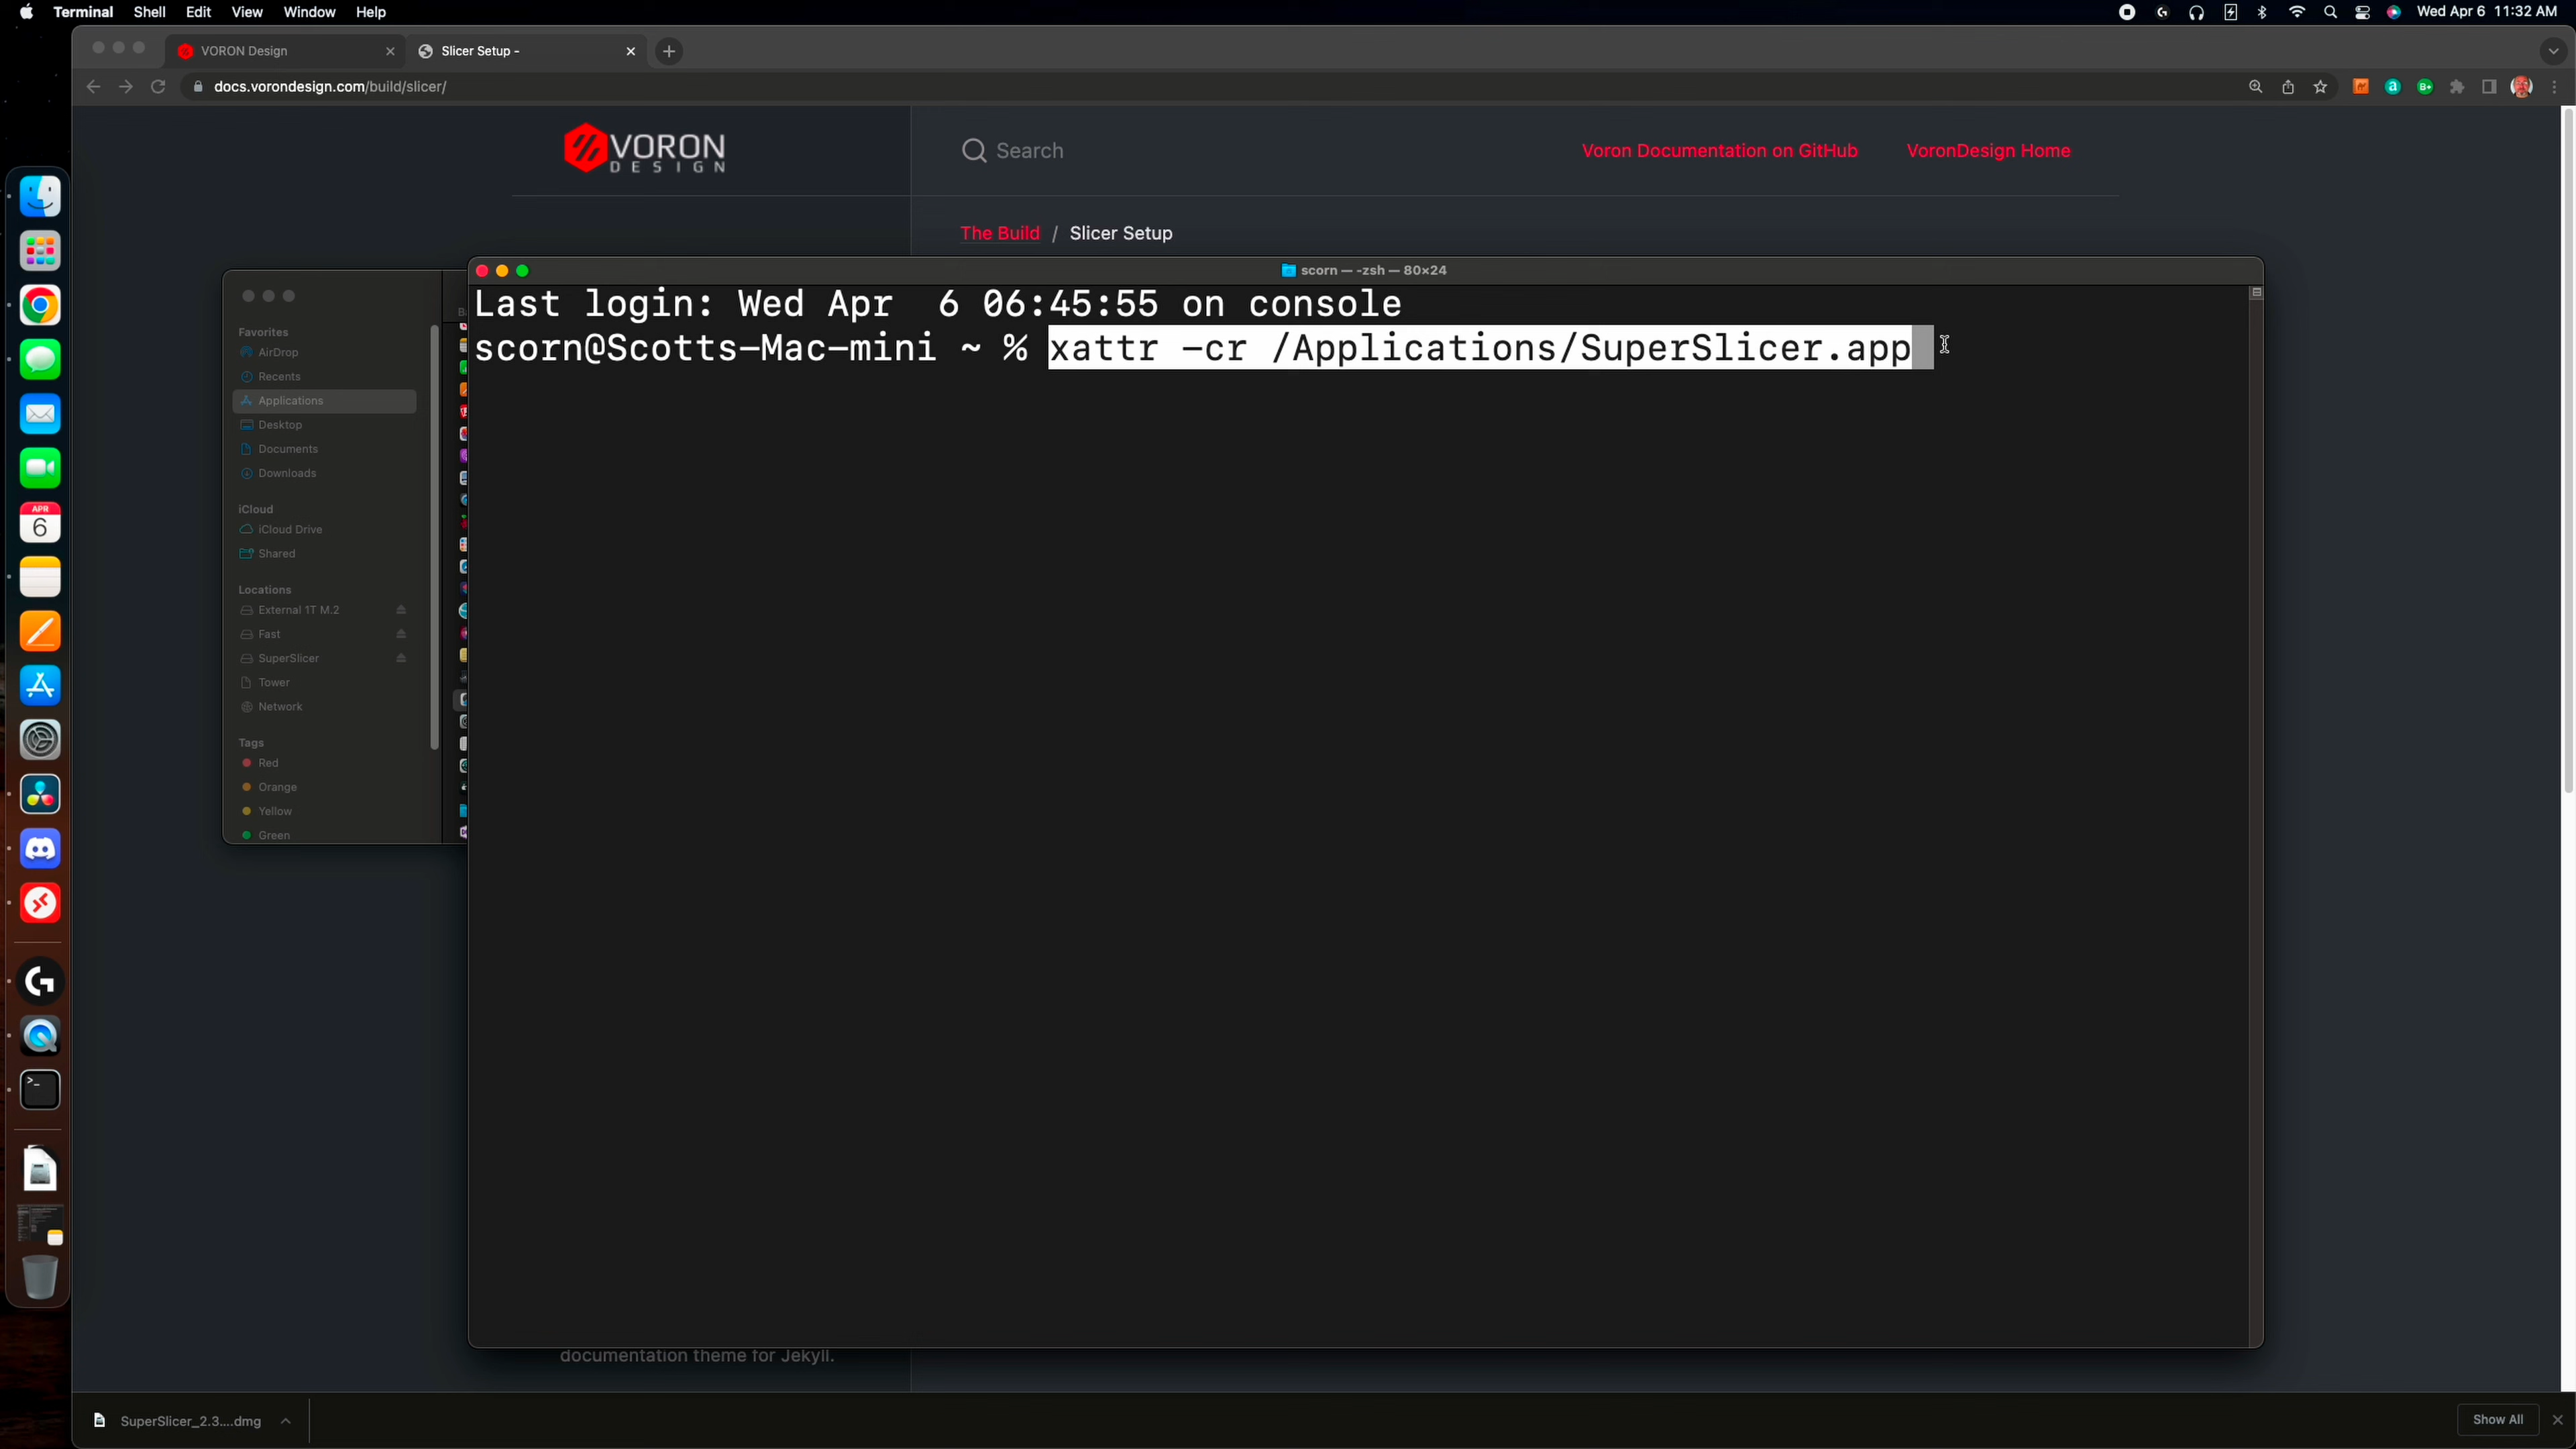 Terminal Shell Edit View Window Help
Wed Apr 6 11:32 AM
VORON Design
Slicer Setup -
docs.vorondesign.com/build/slicer/
VORON
DESIGN
Search
Voron Documentation on GitHub
VoronDesign Home
The Build / Slicer Setup
scorn — -zsh — 80×24
Last login: Wed Apr  6 06:45:55 on console
scorn@Scotts-Mac-mini ~ % xattr -cr /Applications/SuperSlicer.app
Favorites
AirDrop
Recents
Applications
Desktop
Documents
Downloads
iCloud
iCloud Drive
Shared
Locations
External 1T M.2
Fast
SuperSlicer
Tower
Network
Tags
Red
Orange
Yellow
Green
APR
6
documentation theme for Jekyll.
SuperSlicer_2.3....dmg
Show All